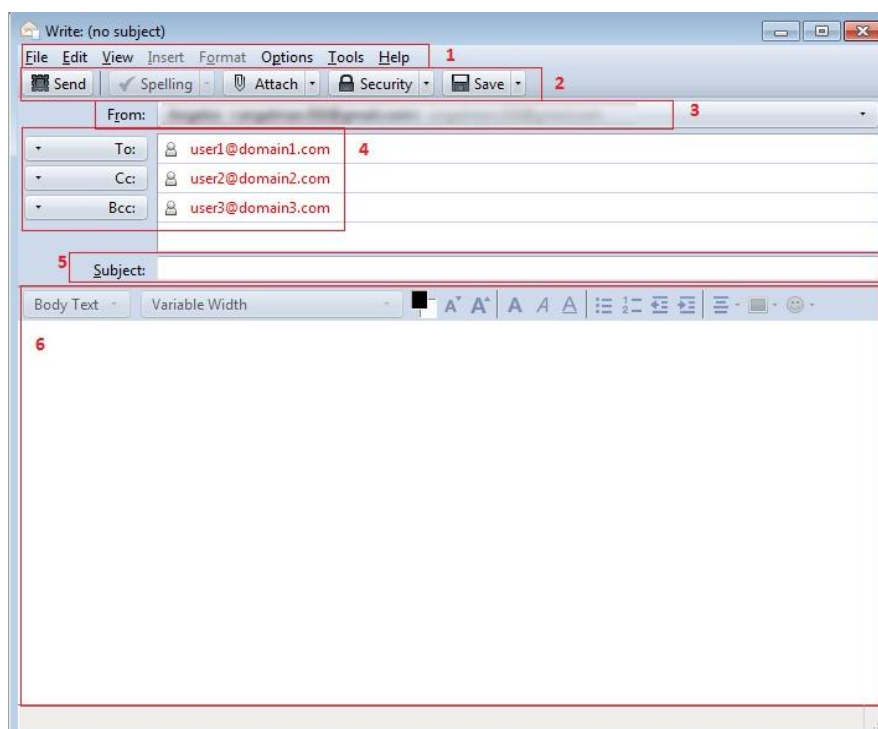 Write: (no subject)
File Edit View Insert Format Options Tools Help 1
Send Spelling Attach Security Save 2
From: 3
To: user1@domain1.com 4
Cc: user2@domain2.com
Bcc: user3@domain3.com
5 Subject:
Body Text Variable Width A A A A A
6